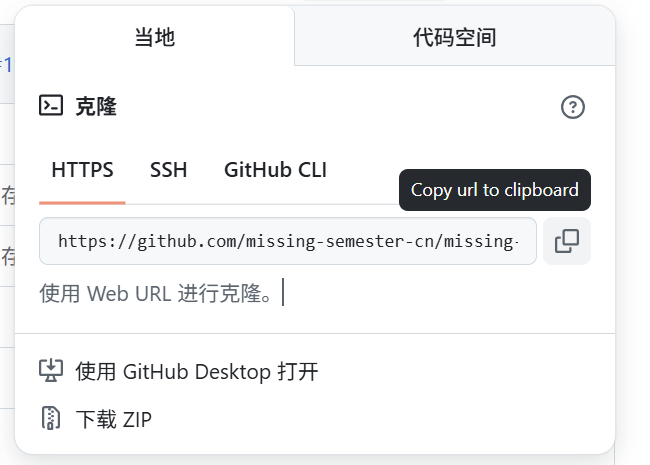 当地
代码空间
克隆
HTTPS
SSH
GitHub CLI
Copy url to clipboard
https://github.com/missing-semester-cn/missing-
使用 Web URL 进行克隆。
存
存
使用 GitHub Desktop 打开
下载 ZIP